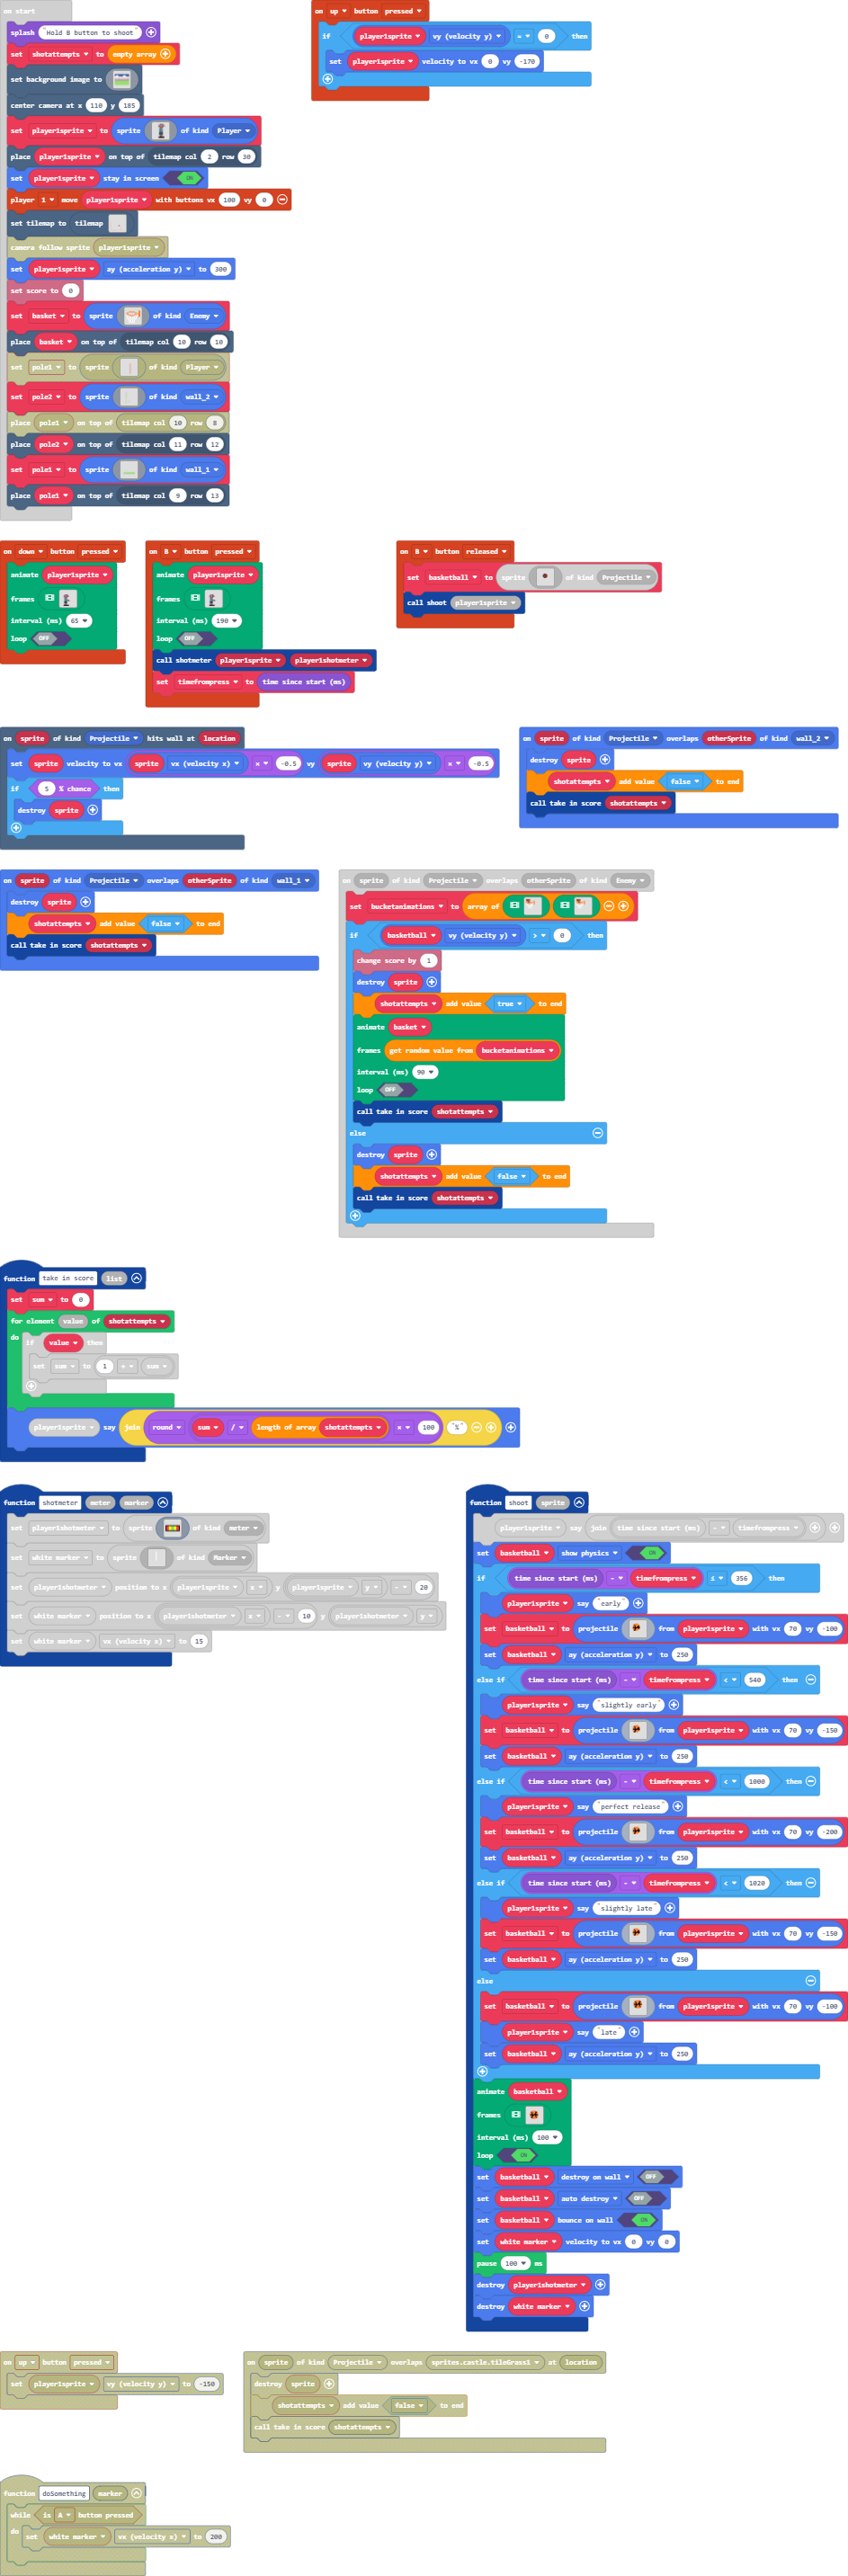 on start
splash "Hold B button to shoot"
set shotattempts to empty array
set background image to
center camera at x 110 y 185
set player1sprite to sprite of kind Player
place player1sprite on top of tilemap col 2 row 30
set player1sprite stay in screen ON
player 1 move player1sprite with buttons vx 100 vy 0
set tilemap to tilemap
camera follow sprite player1sprite
set player1sprite ay (acceleration y) to 300
set score to 0
set basket to sprite of kind Enemy
place basket on top of tilemap col 10 row 10
set pole1 to sprite of kind Player
set pole2 to sprite of kind wall_2
place pole1 on top of tilemap col 10 row 8
place pole2 on top of tilemap col 11 row 12
set pole1 to sprite of kind wall_1
place pole1 on top of tilemap col 9 row 13
on up button pressed
if player1sprite vy (velocity y) = 0 then
set player1sprite velocity to vx 0 vy -170
on down button pressed
animate player1sprite
frames
interval (ms) 65
loop OFF
on B button pressed
animate player1sprite
frames
interval (ms) 190
loop OFF
call shotmeter player1sprite player1shotmeter
set timefrompress to time since start (ms)
on B button released
set basketball to sprite of kind Projectile
call shoot player1sprite
on sprite of kind Projectile hits wall at location
set sprite velocity to vx sprite vx (velocity x) × -0.5 vy sprite vy (velocity y) × -0.5
if 5 % chance then
destroy sprite
on sprite of kind Projectile overlaps otherSprite of kind wall_2
destroy sprite
shotattempts add value false to end
call take in score shotattempts
on sprite of kind Projectile overlaps otherSprite of kind wall_1
destroy sprite
shotattempts add value false to end
call take in score shotattempts
on sprite of kind Projectile overlaps otherSprite of kind Enemy
set bucketanimations to array of
if basketball vy (velocity y) > 0 then
change score by 1
destroy sprite
shotattempts add value true to end
animate basket
frames get random value from bucketanimations
interval (ms) 90
loop OFF
call take in score shotattempts
else
destroy sprite
shotattempts add value false to end
call take in score shotattempts
function take in score list
set sum to 0
for element value of shotattempts
do if value then
set sum to 1 + sum
player1sprite say join round sum / length of array shotattempts × 100 "%"
function shotmeter meter marker
set player1shotmeter to sprite of kind meter
set white marker to sprite of kind Marker
set player1shotmeter position to x player1sprite x y player1sprite y - 20
set white marker position to x player1shotmeter x - 10 y player1shotmeter y
set white marker vx (velocity x) to 15
function shoot sprite
player1sprite say join time since start (ms) - timefrompress
set basketball show physics ON
if time since start (ms) - timefrompress ≤ 356 then
player1sprite say "early"
set basketball to projectile from player1sprite with vx 70 vy -100
set basketball ay (acceleration y) to 250
else if time since start (ms) - timefrompress < 540 then
player1sprite say "slightly early"
set basketball to projectile from player1sprite with vx 70 vy -150
set basketball ay (acceleration y) to 250
else if time since start (ms) - timefrompress < 1000 then
player1sprite say "perfect release"
set basketball to projectile from player1sprite with vx 70 vy -200
set basketball ay (acceleration y) to 250
else if time since start (ms) - timefrompress < 1020 then
player1sprite say "slightly late"
set basketball to projectile from player1sprite with vx 70 vy -150
set basketball ay (acceleration y) to 250
else
set basketball to projectile from player1sprite with vx 70 vy -100
player1sprite say "late"
set basketball ay (acceleration y) to 250
animate basketball
frames
interval (ms) 100
loop ON
set basketball destroy on wall OFF
set basketball auto destroy OFF
set basketball bounce on wall ON
set white marker velocity to vx 0 vy 0
pause 100 ms
destroy player1shotmeter
destroy white marker
on up button pressed
set player1sprite vy (velocity y) to -150
on sprite of kind Projectile overlaps sprites.castle.tileGrass1 at location
destroy sprite
shotattempts add value false to end
call take in score shotattempts
function doSomething marker
while is A button pressed
do set white marker vx (velocity x) to 200